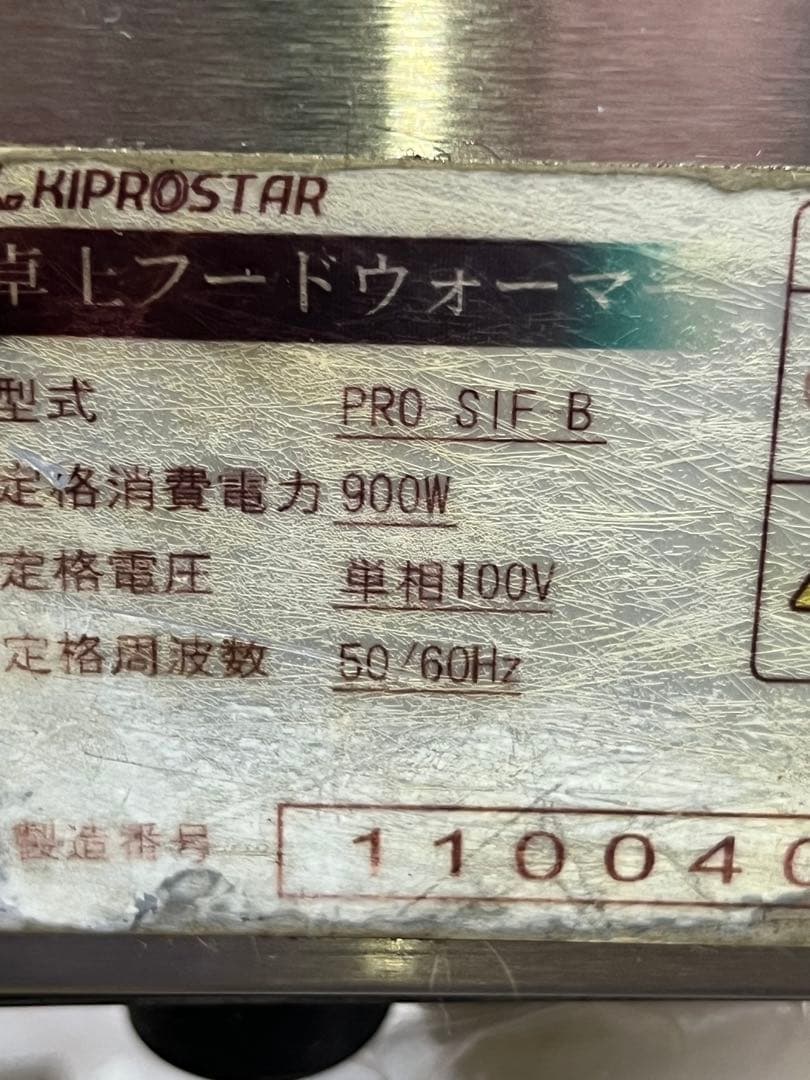 KIPROSTAR
卓上フードウォーマー
型式 PRO-SIF-B
定格消費電力 900W
定格電圧 単相100V
定格周波数 50/60Hz
製造番号 110040